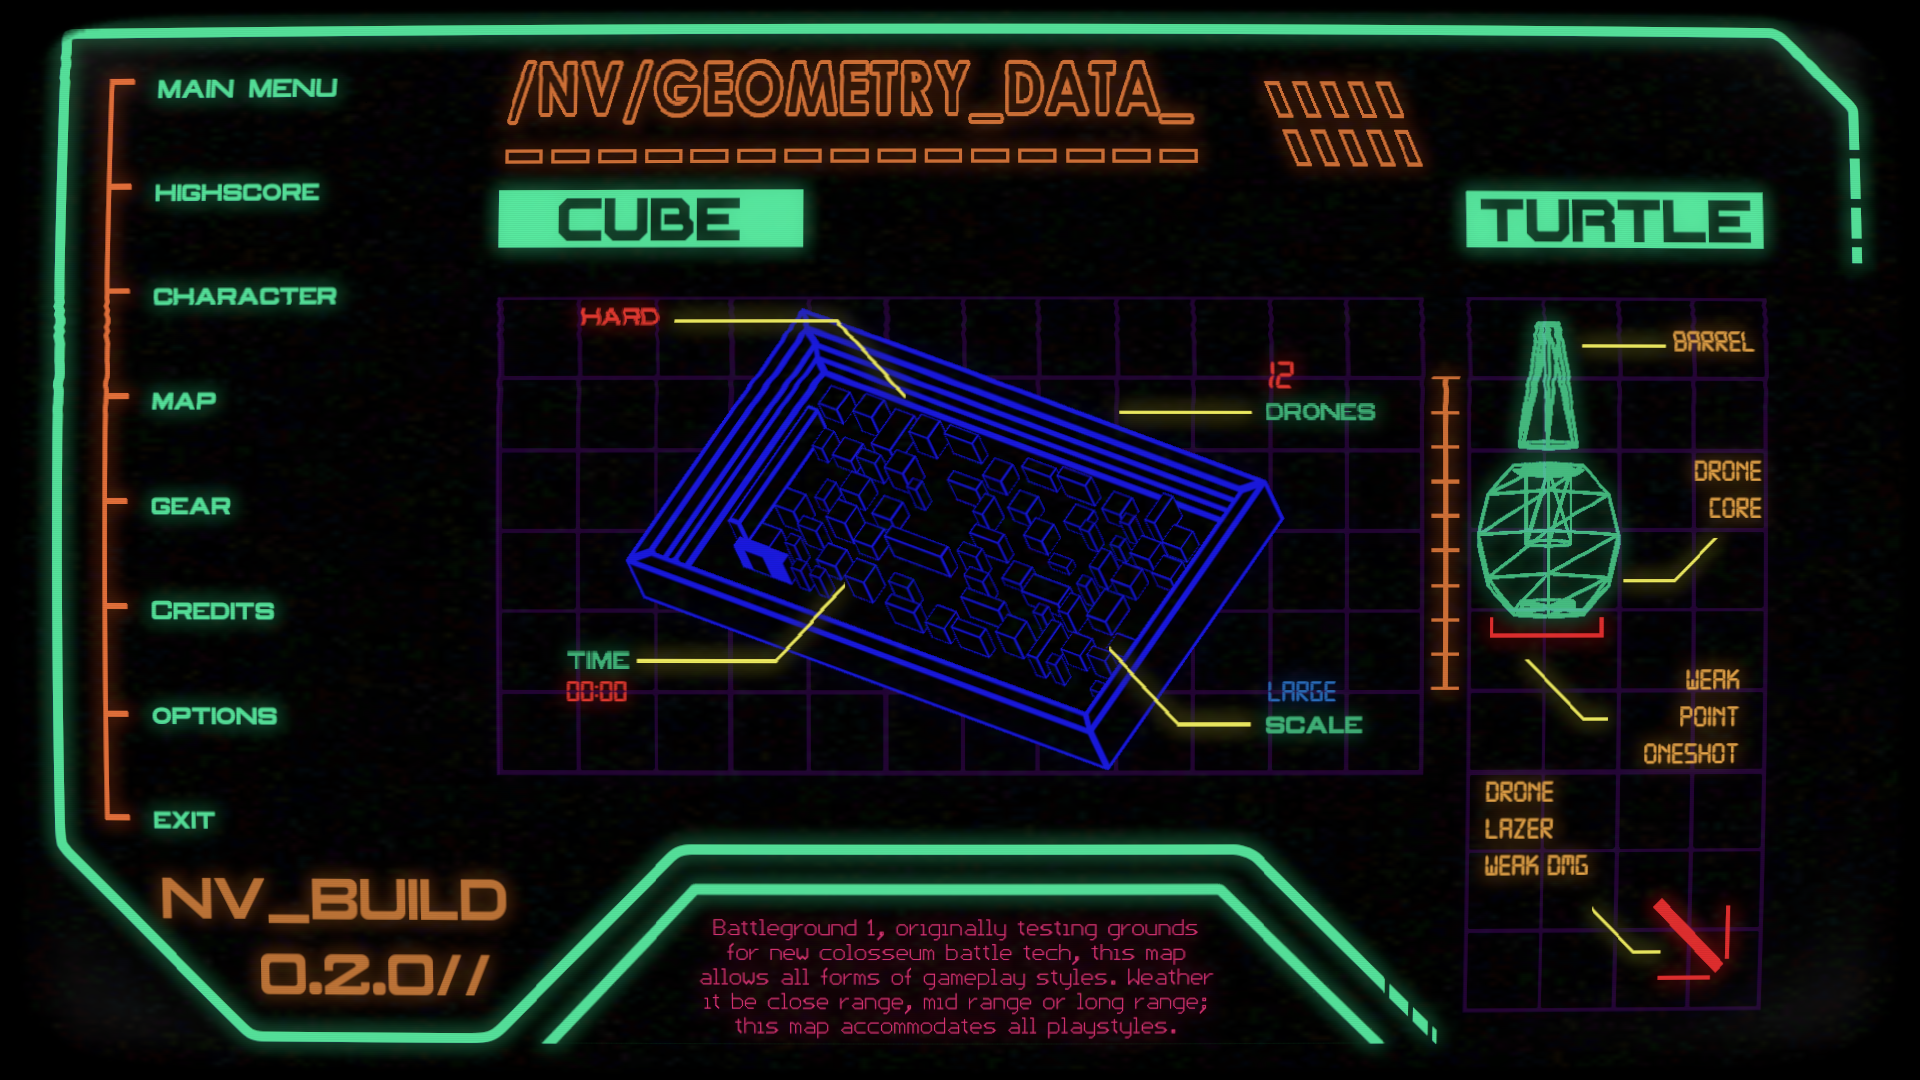 MAIN MENU
HIGHSCORE
CHARACTER
MAP
GEAR
CREDITS
OPTIONS
EXIT
NV_BUILD
0.2.0//
/NV/GEOMETRY_DATA_
CUBE
HARD
12
DRONES
TIME
00:00
LARGE
SCALE
Battleground 1, originally testing grounds
for new colosseum battle tech, this map
allows all forms of gameplay styles. Weather
it be close range, mid range or long range;
this map accommodates all playstyles.
TURTLE
BARREL
DRONE
CORE
WEAK
POINT
ONESHOT
DRONE
LAZER
WEAK DMG